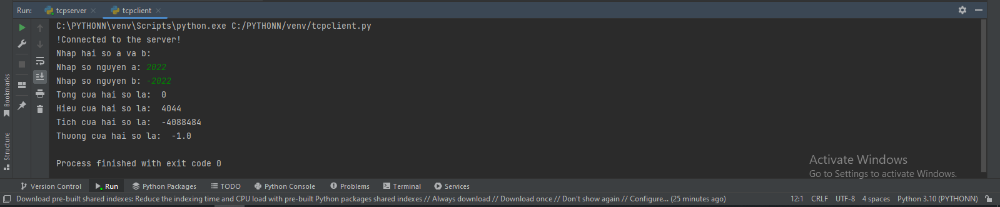 Run: tcpserver tcpclient
C:\PYTHONN\venv\Scripts\python.exe C:/PYTHONN/venv/tcpclient.py
!Connected to the server!
Nhap hai so a va b:
Nhap so nguyen a: 2022
Nhap so nguyen b: -2022
Tong cua hai so la:  0
Hieu cua hai so la:  4044
Tich cua hai so la:  -4088484
Thuong cua hai so la:  -1.0
Process finished with exit code 0
Bookmarks
Structure
Activate Windows
Go to Settings to activate Windows.
Version Control Run Python Packages TODO Python Console Problems Terminal Services
Download pre-built shared indexes: Reduce the indexing time and CPU load with pre-built Python packages shared indexes // Always download // Download once // Don't show again // Configure... (25 minutes ago) 12:1 CRLF UTF-8 4 spaces Python 3.10 (PYTHONN)